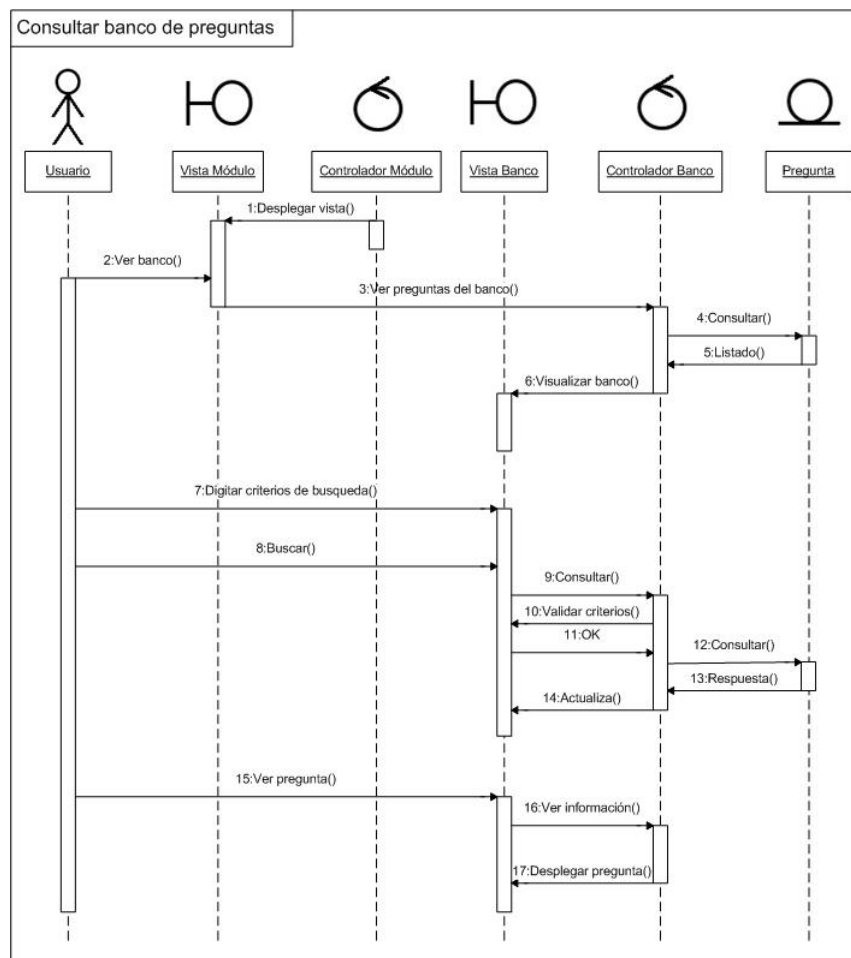 Consultar banco de preguntas
Usuario
Vista Módulo
Controlador Módulo
Vista Banco
Controlador Banco
Pregunta
1:Desplegar vista()
2:Ver banco()
3:Ver preguntas del banco()
4:Consultar()
5:Listado()
6:Visualizar banco()
7:Digitar criterios de busqueda()
8:Buscar()
9:Consultar()
10:Validar criterios()
11:OK
12:Consultar()
13:Respuesta()
14:Actualiza()
15:Ver pregunta()
16:Ver información()
17:Desplegar pregunta()